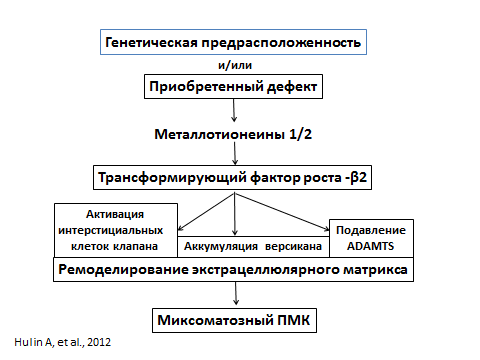 Генетическая предрасположенность
и/или
Приобретенный дефект
Металлотионеины 1/2
Трансформирующий фактор роста -β2
Активация
интерстициальных
клеток клапана
Аккумуляция версикана
Подавление
ADAMTS
Ремоделирование экстрацеллюлярного матрикса
Миксоматозный ПМК
Hulin A, et al., 2012